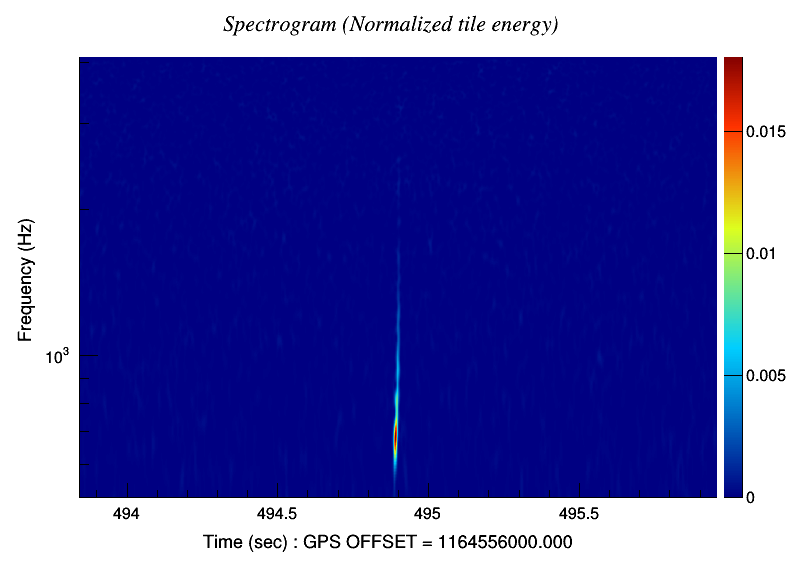 Spectrogram (Normalized tile energy)
0.015
0.01
0.005
0
Frequency (Hz)
10³
494 494.5 495 495.5
Time (sec) : GPS OFFSET = 1164556000.000